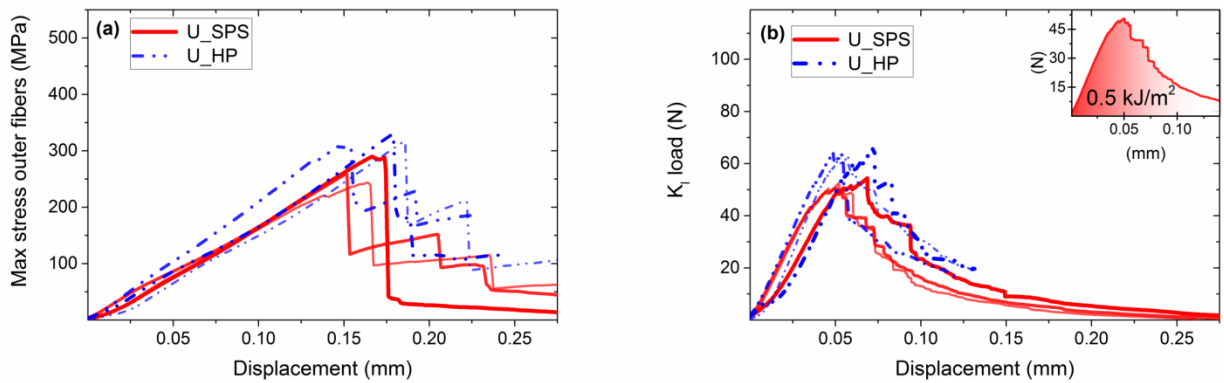 (a)
U_SPS
U_HP
Max stress outer fibers (MPa)
500
400
300
200
100
0.05
0.10
0.15
0.20
0.25
Displacement (mm)
(b)
U_SPS
U_HP
K_I load (N)
100
80
60
40
20
0.05
0.10
0.15
0.20
0.25
Displacement (mm)
(N)
45
30
15
0.5 kJ/m²
0.05
0.10
(mm)